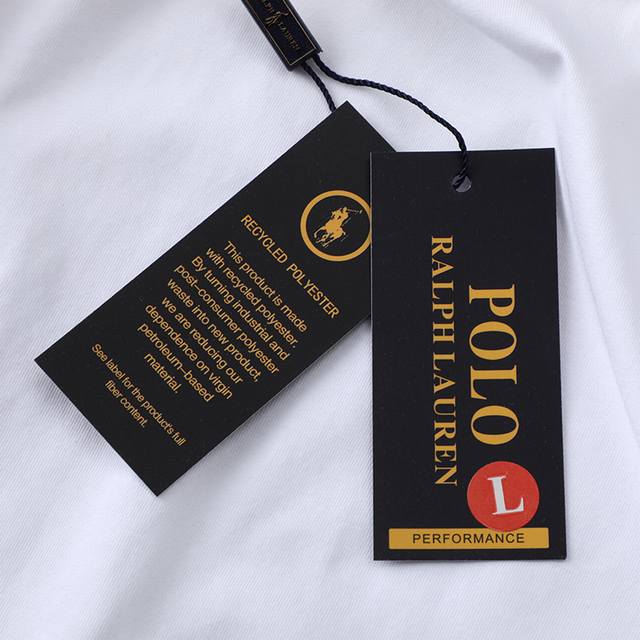 RALPH LAUREN
RECYCLED POLYESTER
This product is made
with recycled polyester.
By turning industrial and
post-consumer polyester
waste into new product,
we are reducing our
dependence on virgin
petroleum-based
material.
See label for the product's full
fiber content.
POLO
RALPH LAUREN
L
PERFORMANCE